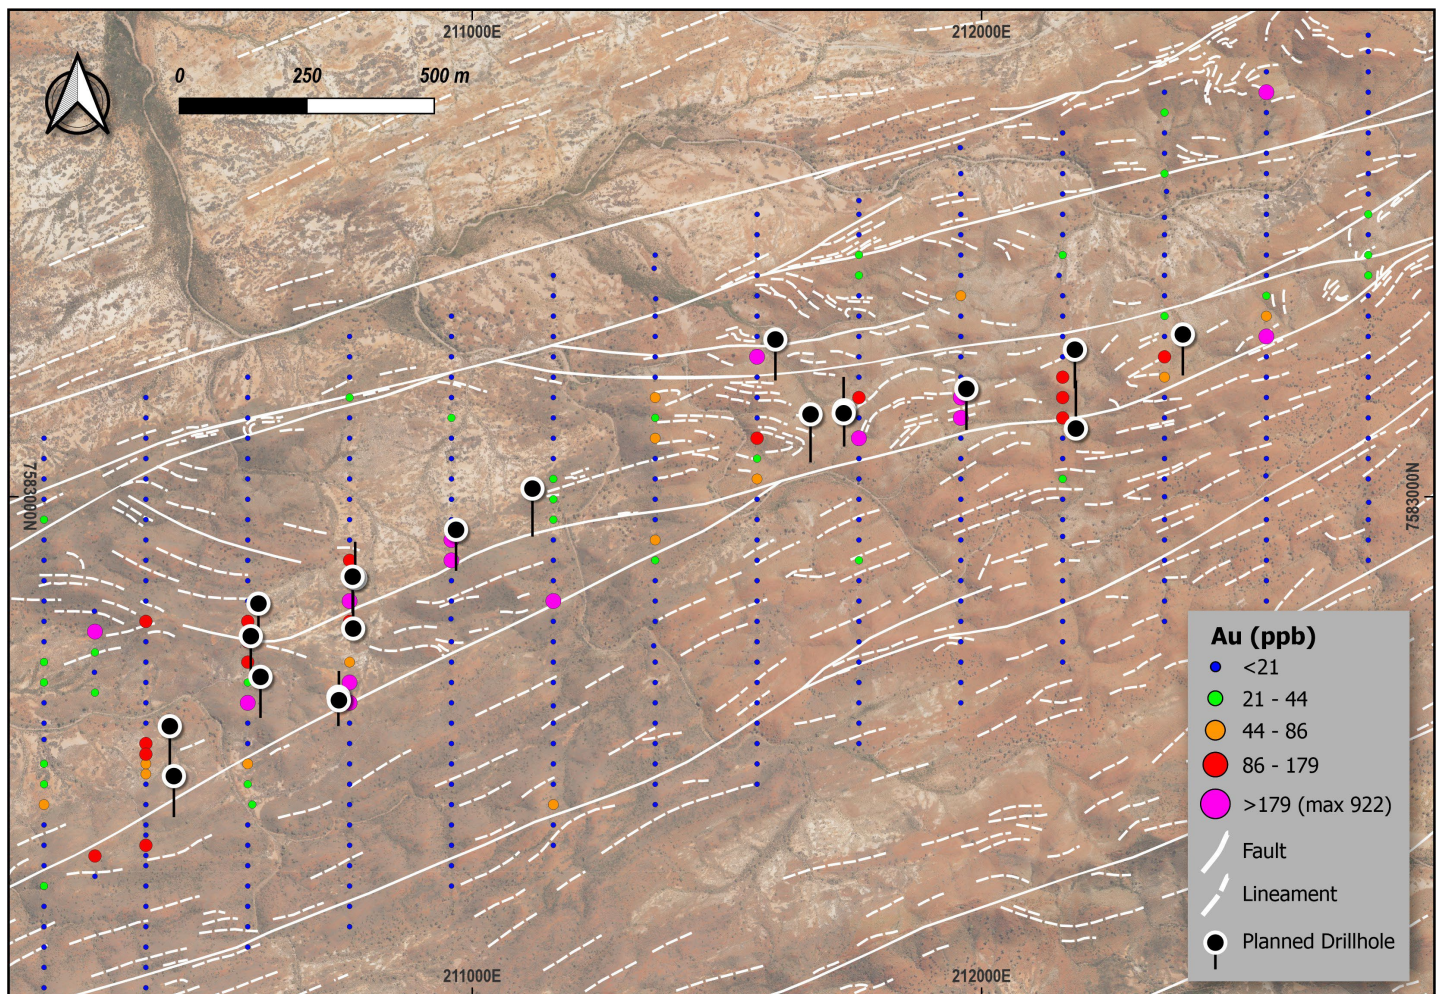 211000E
212000E
0 250 500 m
7583000N
7583000N
Au (ppb)
<21
21 - 44
44 - 86
86 - 179
>179 (max 922)
Fault
Lineament
Planned Drillhole
211000E
212000E